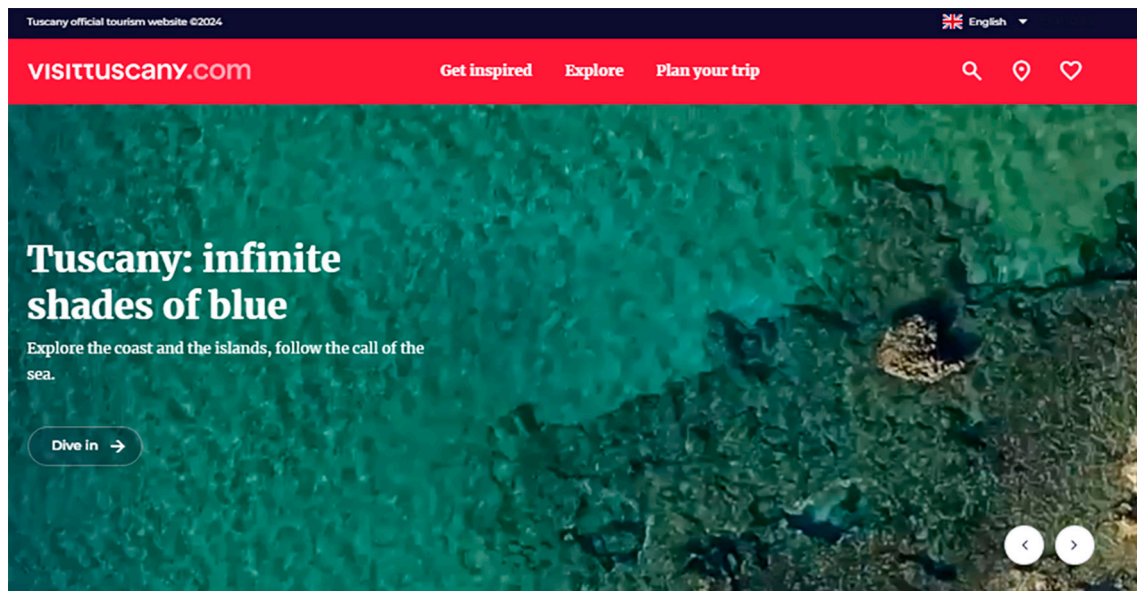 Tuscany official tourism website ©2024
English
visittuscany.com
Get inspired
Explore
Plan your trip
Tuscany: infinite
shades of blue
Explore the coast and the islands, follow the call of the
sea.
Dive in